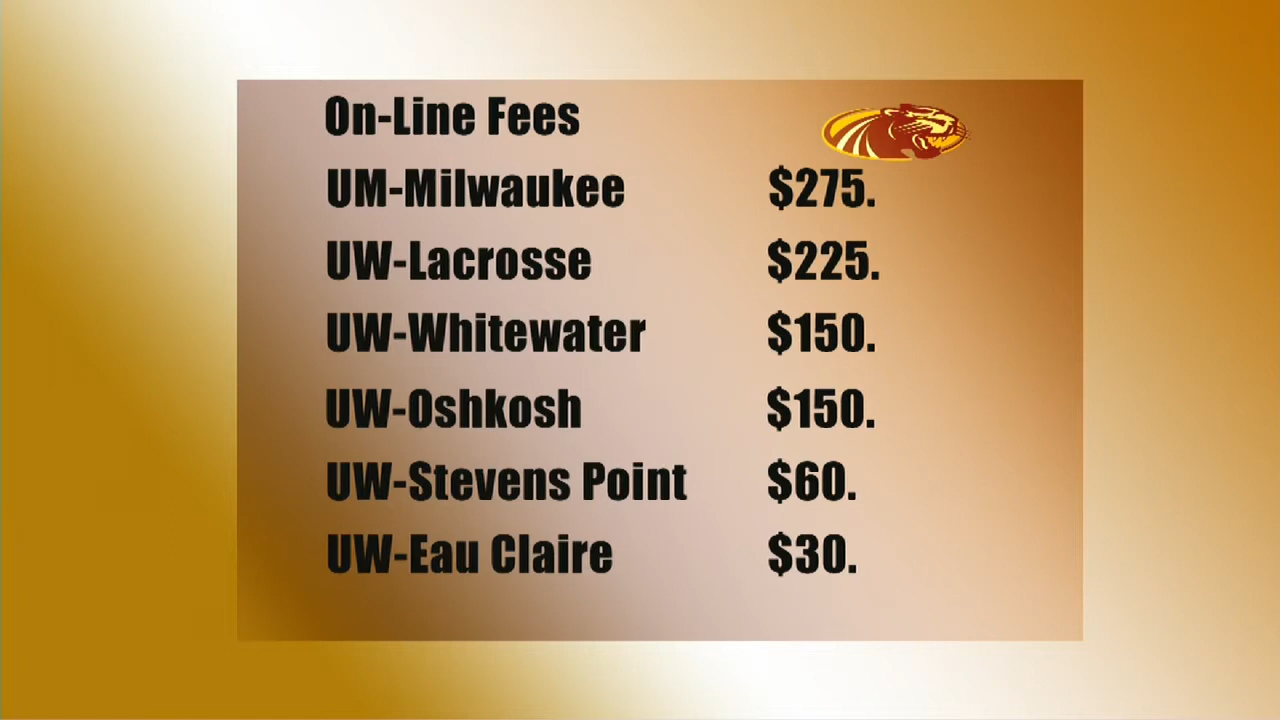 On-Line Fees
UM-Milwaukee $275.
UW-Lacrosse $225.
UW-Whitewater $150.
UW-Oshkosh $150.
UW-Stevens Point $60.
UW-Eau Claire $30.